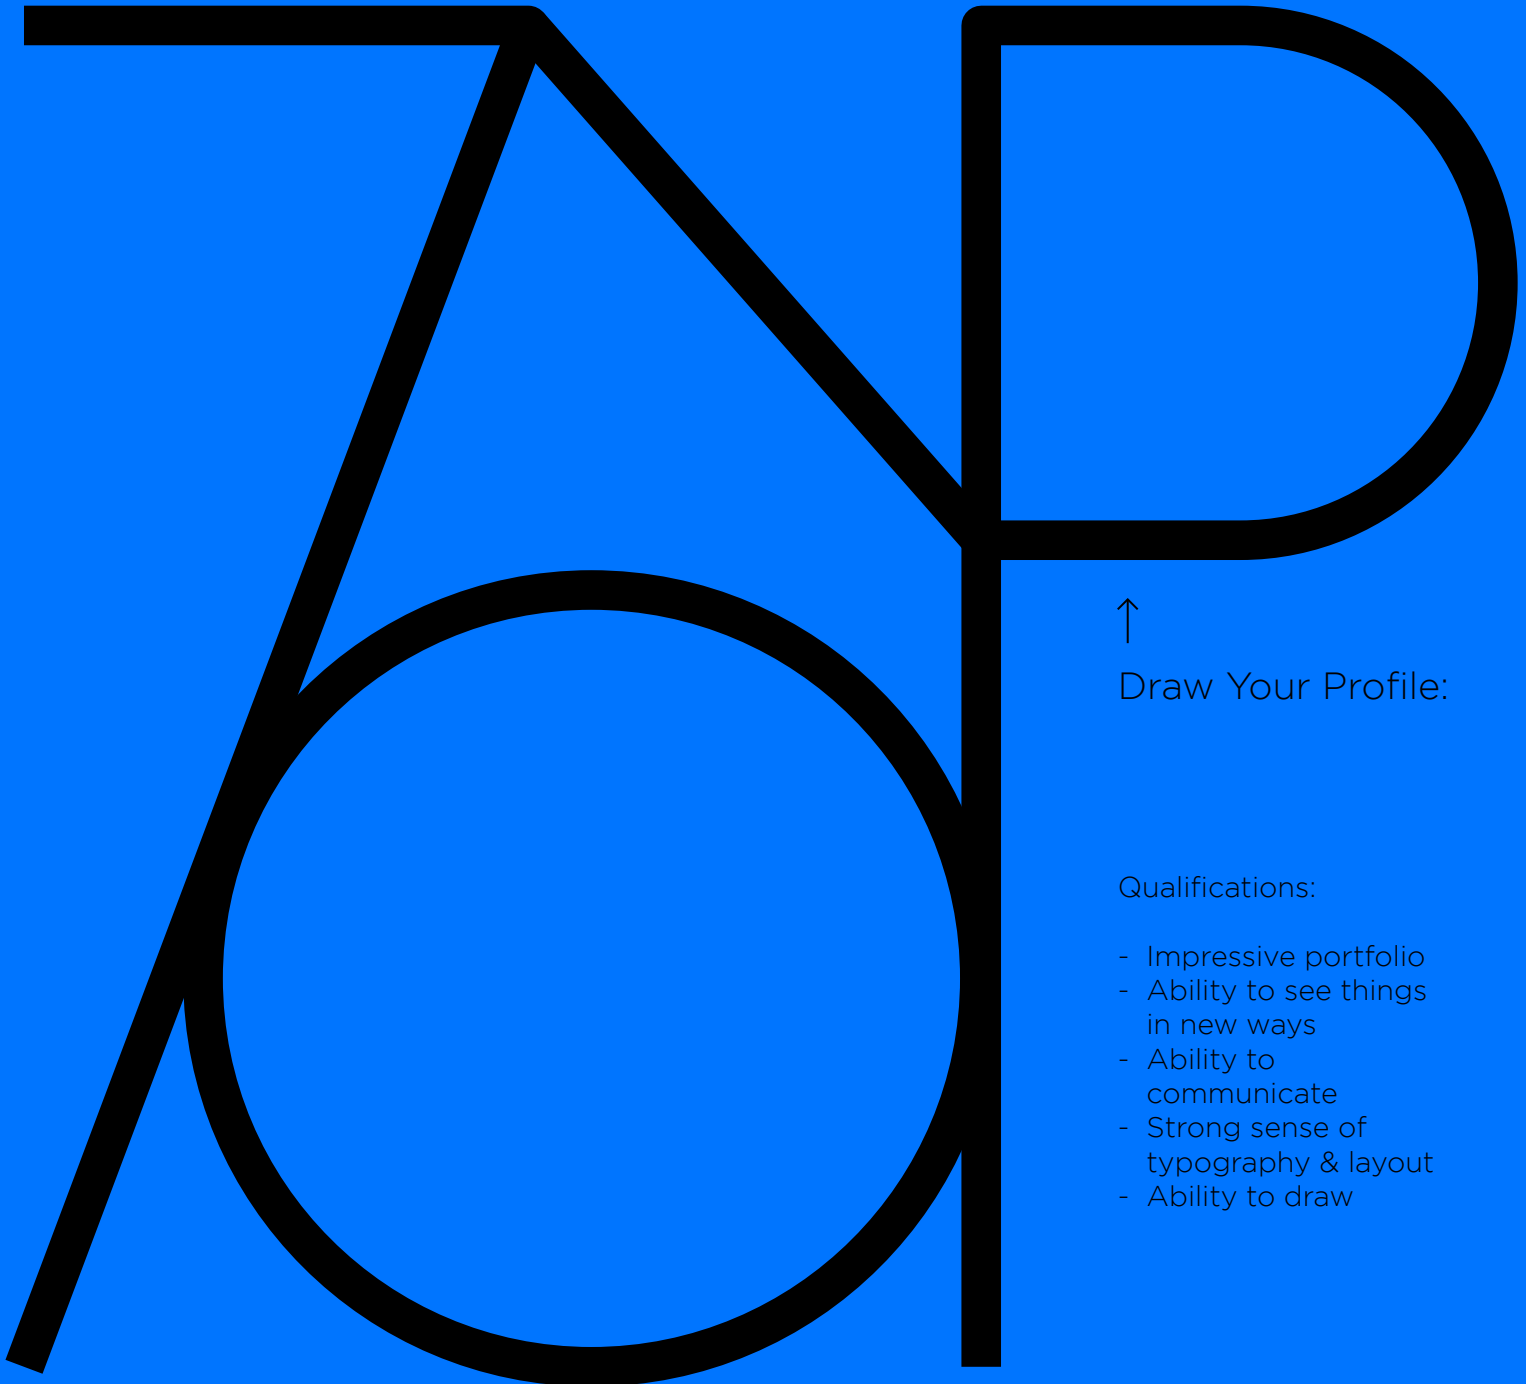 Draw Your Profile:
Qualifications:
- Impressive portfolio
- Ability to see things
in new ways
- Ability to
communicate
- Strong sense of
typography & layout
- Ability to draw